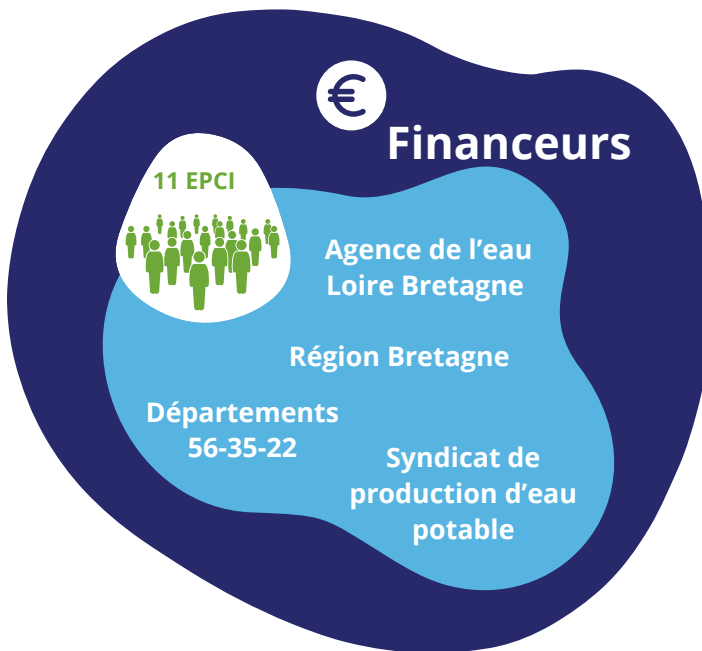 €
Financeurs
11 EPCI
Agence de l’eau
Loire Bretagne
Région Bretagne
Départements
56-35-22
Syndicat de
production d’eau
potable